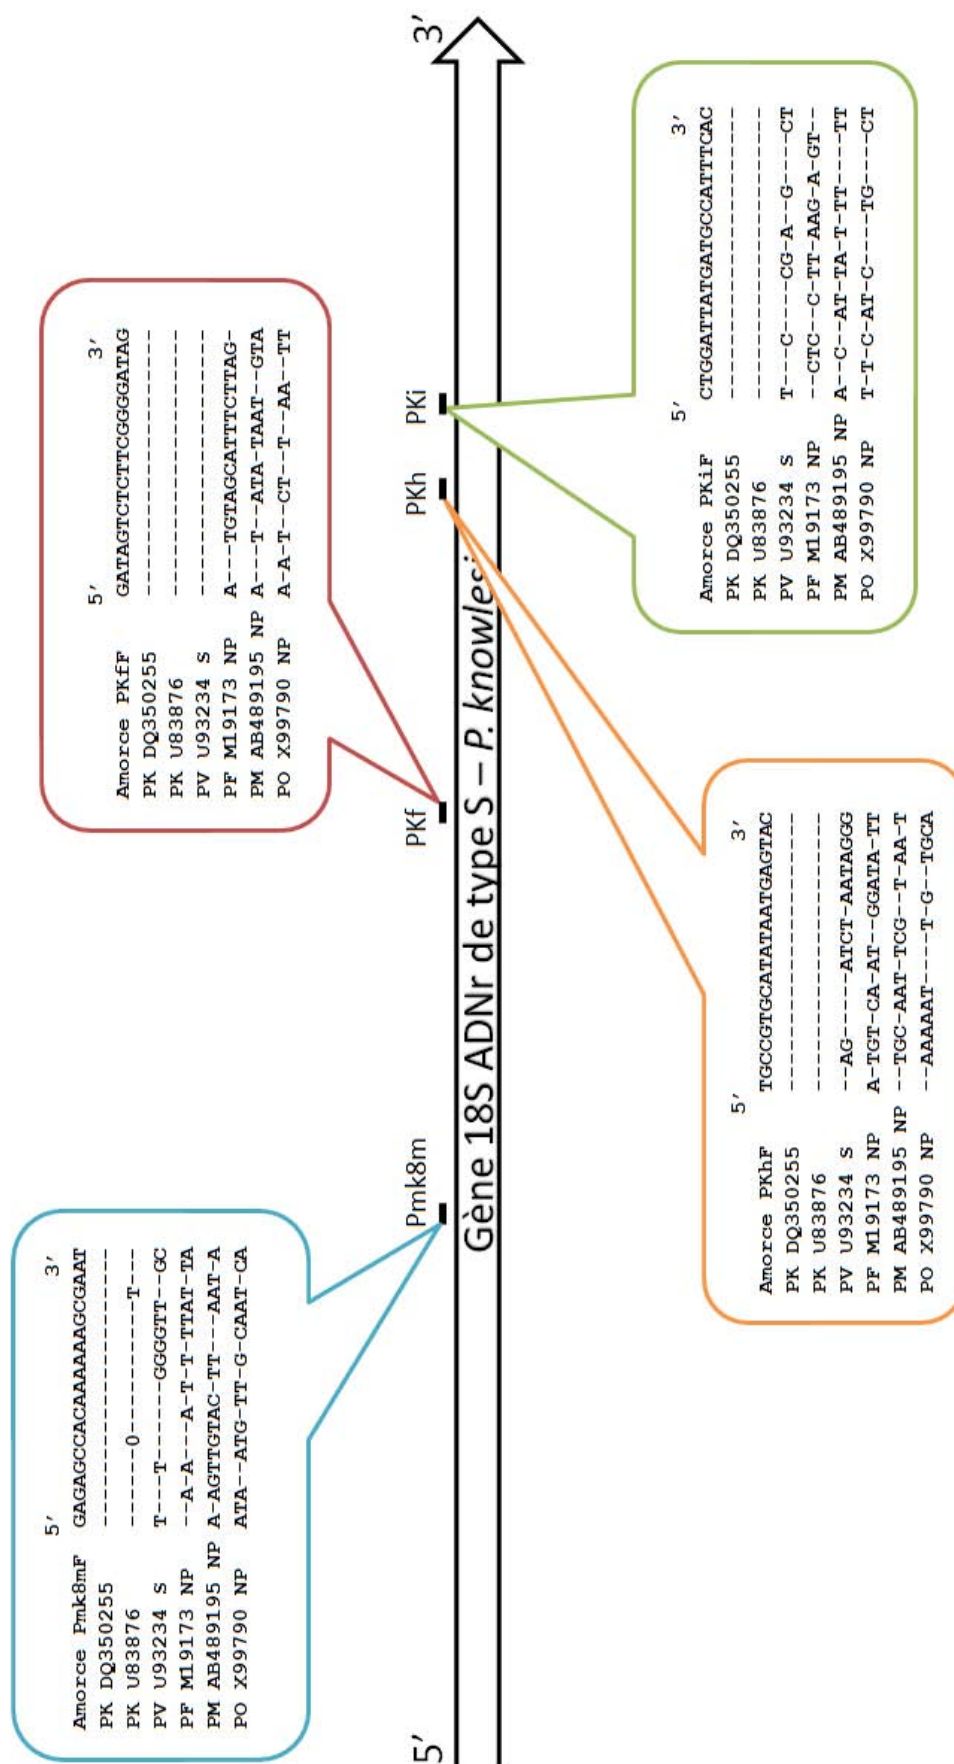 5′ 3′
Amorce Pmk8mF GAGAGCCACAAAAAAGCGAAT
PK DQ350255 ---------------------
PK U83876 ------0----------T---
PV U93234 S T---T-------GGGGTT--GC
PF M19173 NP --A-A---A-T-T-TTAT-TA
PM AB489195 NP A-AGTTGTAC-TT---AAT-A
PO X99790 NP ATA--ATG-TT-G-CAAT-CA
5′ 3′
Amorce PKfF GATAGTCTCTTCGGGGATAG
PK DQ350255 --------------------
PK U83876 --------------------
PV U93234 S --------------------
PF M19173 NP A---TGTAGCATTTCTTAG-
PM AB489195 NP A---T--ATA-TAAT--GTA
PO X99790 NP A-A-T--CT--T--AA--TT
Pmk8m
PKf
PKh
PKi
5′
3′
Gène 18S ADNr de type S – P. knowlesi
5′ 3′
Amorce PKhF TGCCGTGCATATAATGAGTAC
PK DQ350255 ---------------------
PK U83876 ---------------------
PV U93234 S --AG-----ATCT-AATAGGG
PF M19173 NP A-TGT-CA-AT--GGATA-TT
PM AB489195 NP --TGC-AAT-TCG--T-AA-T
PO X99790 NP --AAAAAT----T-G--TGCA
5′ 3′
Amorce PKiF CTGGATTATGATGCCATTTCAC
PK DQ350255 ----------------------
PK U83876 ----------------------
PV U93234 S T---C----CG-A--G----CT
PF M19173 NP --CTC--C-TT-AAG-A-GT--
PM AB489195 NP A--C--AT-TA-T-TT----TT
PO X99790 NP T-T-C-AT-C----TG----CT